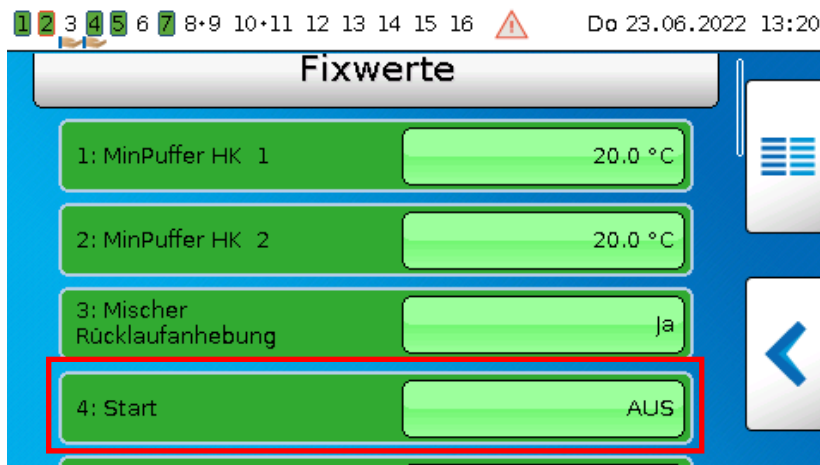 1 2 3 4 5 6 7 8·9 10·11 12 13 14 15 16 Do 23.06.2022 13:20
Fixwerte
1: MinPuffer HK 1 20.0 °C
2: MinPuffer HK 2 20.0 °C
3: Mischer
Rücklaufanhebung Ja
4: Start AUS